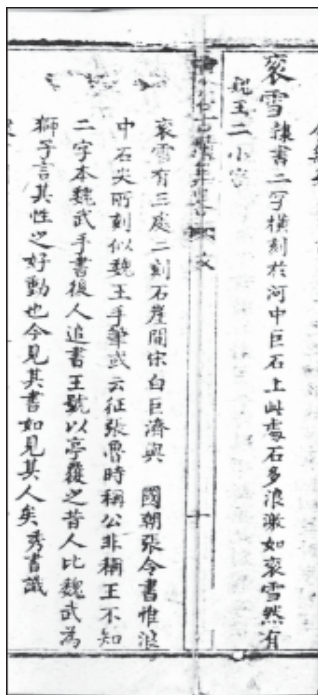 衮雪隸書二字橫刻於河中巨石上此處石多浪激如衮雪然有
魏王二小字
衮雪有三處二刻石崖間宋白巨濟與 國朝張令書惟浪
中石尖所刻似魏王手筆或云征張魯時稱公非稱王不知
二字本魏武手書後人追書王號以亭覆之昔人比魏武為
獅子言其性之好動也今見其書如見其人矣秀書識